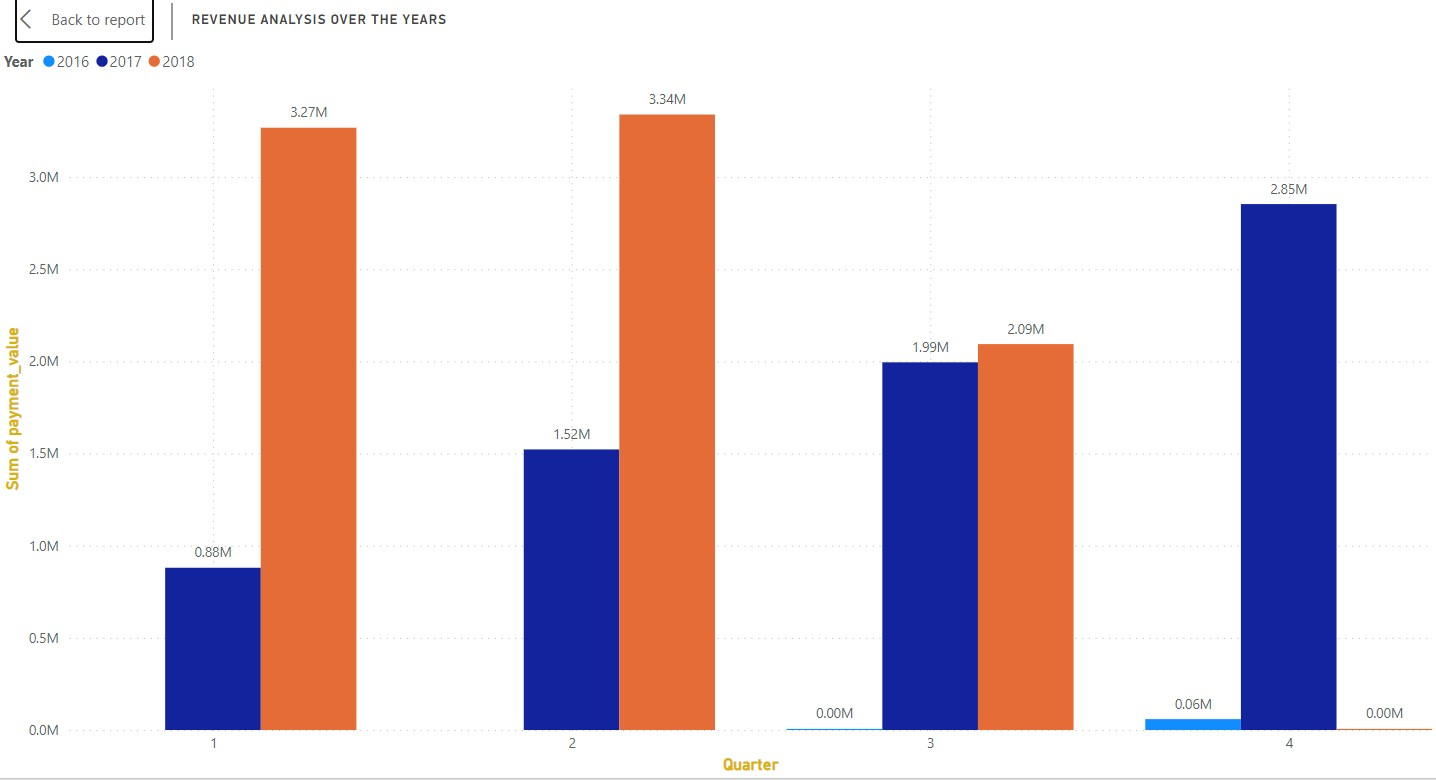 Back to report
REVENUE ANALYSIS OVER THE YEARS
Year 2016 2017 2018
3.34M
3.27M
3.0M
2.85M
2.5M
2.09M
2.0M
1.99M
1.5M
1.52M
1.0M
0.88M
0.5M
0.00M
0.06M
0.00M
0.0M
1 2 3 4
Sum of payment_value
Quarter